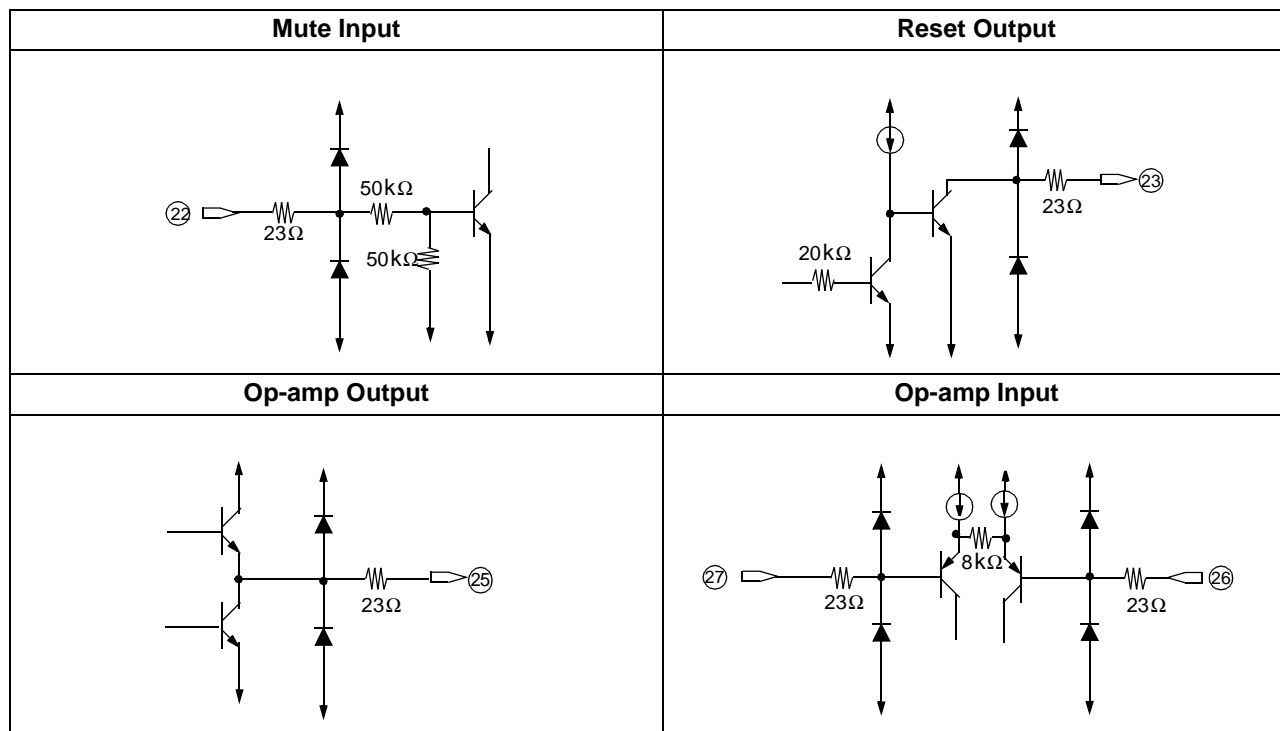 Mute Input
Reset Output
22
23Ω
50kΩ
50kΩ
20kΩ
23Ω
23
Op-amp Output
Op-amp Input
23Ω
25
27
23Ω
8kΩ
23Ω
26